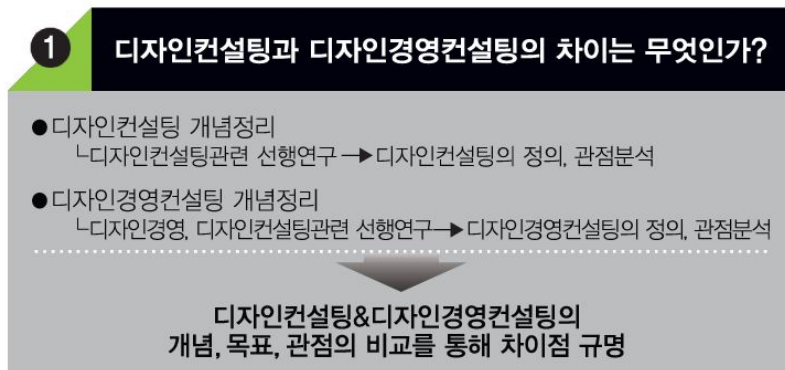 1 디자인컨설팅과 디자인경영컨설팅의 차이는 무엇인가?
●디자인컨설팅 개념정리
└디자인컨설팅관련 선행연구→디자인컨설팅의 정의, 관점분석
●디자인경영컨설팅 개념정리
└디자인경영, 디자인컨설팅관련 선행연구→디자인경영컨설팅의 정의, 관점분석
디자인컨설팅&디자인경영컨설팅의
개념, 목표, 관점의 비교를 통해 차이점 규명